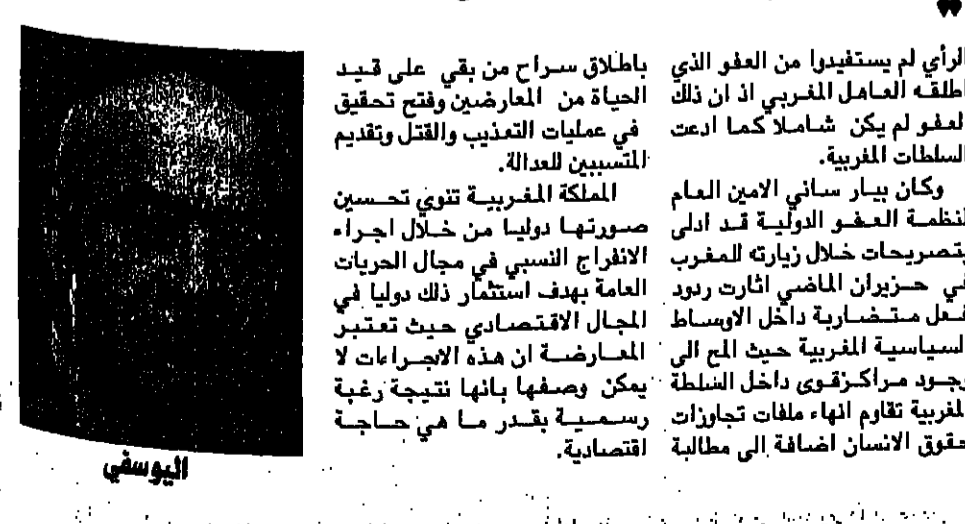 الرأي لم يستفيدوا من العفو الذي
اطلقه العاهل المغربي اذ ان ذلك
العفو لم يكن شاملا كما ادعت
السلطات المغربية.
وكان بيار ساني الامين العام
لنظمة العفو الدولية قد ادلى
بتصريحات خلال زيارته للمغرب
في حزيران الماضي اثارت ردود
فعل متضاربة داخل الاوساط
السياسية المغربية حيث المح الى
وجود مراكزقوى داخل السلطة
المغربية تقاوم انهاء ملفات تجاوزات
حقوق الانسان اضافة الى مطالبة
باطلاق سراح من بقي على قيد
الحياة من المعارضين وفتح تحقيق
في عمليات التعذيب والقتل وتقديم
المتسببين للعدالة.
المملكة المغربية تنوي تحسين
صورتها دوليا من خلال اجراء
الانفراج النسبي في مجال الحريات
العامة بهدف استثمار ذلك دوليا في
المجال الاقتصادي حيث تعتبر
المعارضة ان هذه الاجراءات لا
يمكن وصفها بانها نتيجة رغبة
رسمية بقدر ما هي حاجة
اقتصادية.
اليوسفي